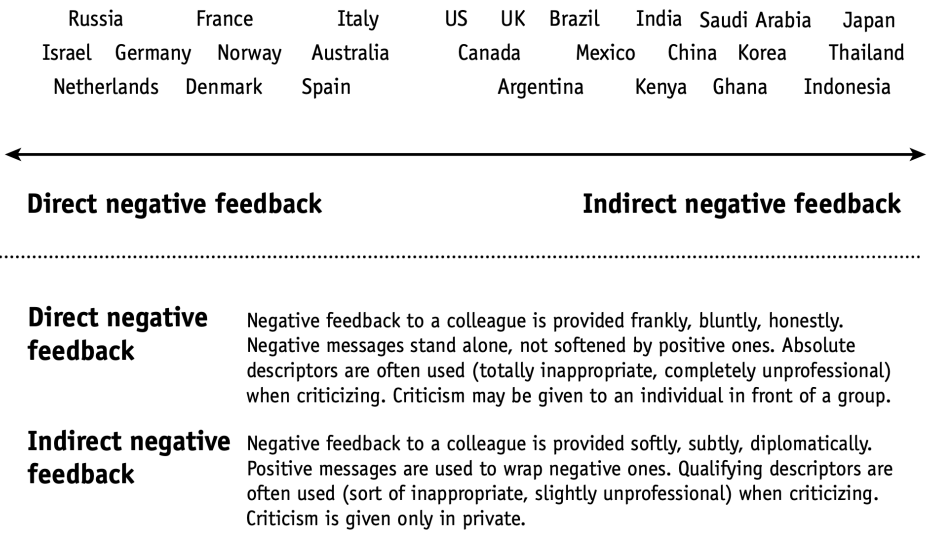 Russia France Italy US UK Brazil India Saudi Arabia Japan
Israel Germany Norway Australia Canada Mexico China Korea Thailand
Netherlands Denmark Spain Argentina Kenya Ghana Indonesia
Direct negative feedback Indirect negative feedback
Direct negative
feedback
Negative feedback to a colleague is provided frankly, bluntly, honestly.
Negative messages stand alone, not softened by positive ones. Absolute
descriptors are often used (totally inappropriate, completely unprofessional)
when criticizing. Criticism may be given to an individual in front of a group.
Indirect negative
feedback
Negative feedback to a colleague is provided softly, subtly, diplomatically.
Positive messages are used to wrap negative ones. Qualifying descriptors are
often used (sort of inappropriate, slightly unprofessional) when criticizing.
Criticism is given only in private.